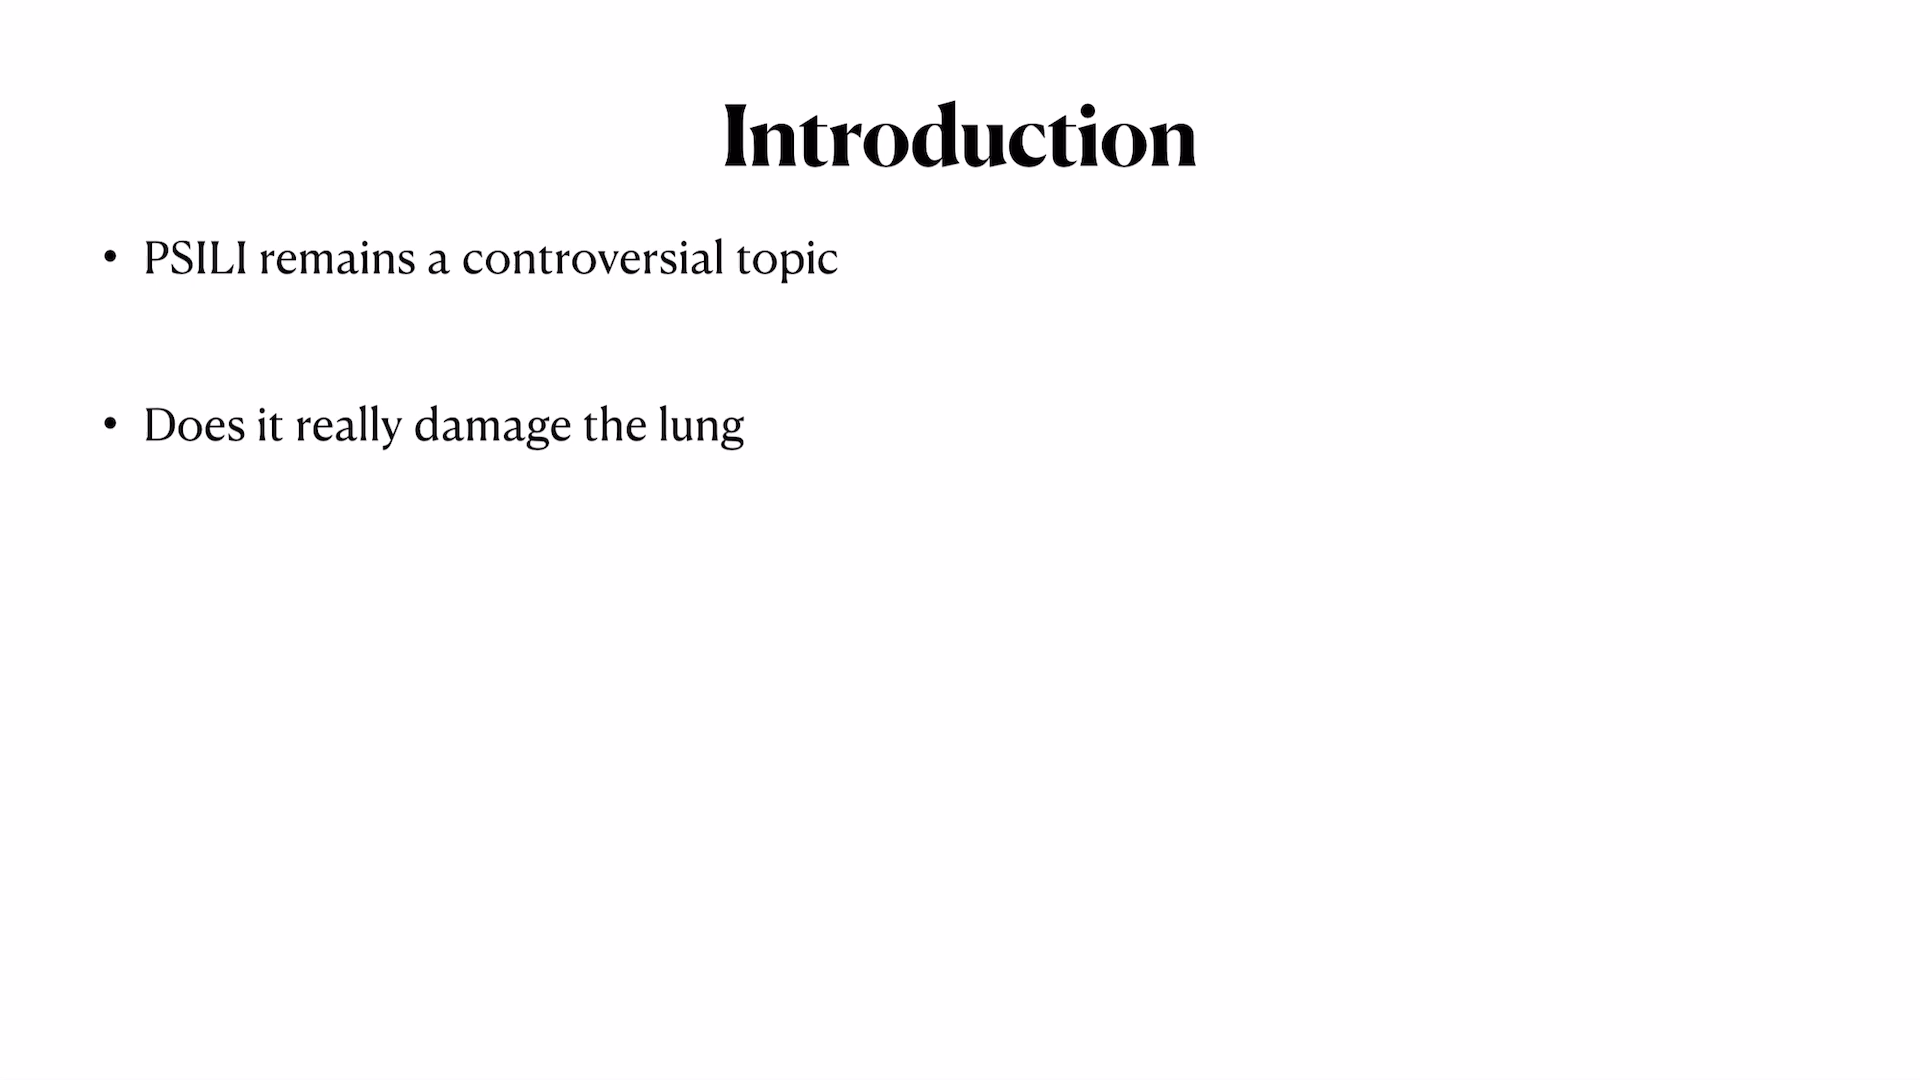 Introduction
• PSILI remains a controversial topic
• Does it really damage the lung